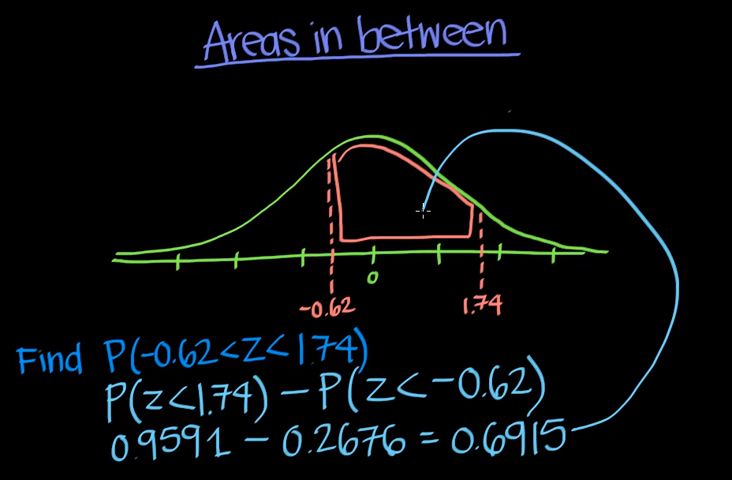 Areas in between
0
-0.62 1.74
Find P(-0.62<Z<1.74)
P(Z<1.74) - P(Z<-0.62)
0.9591 - 0.2676 = 0.6915